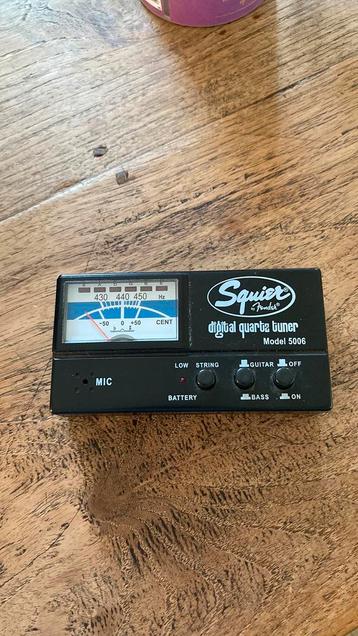 430 440 450 Hz
-50 0 +50 CENT
b #
Squier®
by Fender®
digital quartz tuner
Model 5006
MIC
LOW STRING GUITAR OFF
BATTERY BASS ON